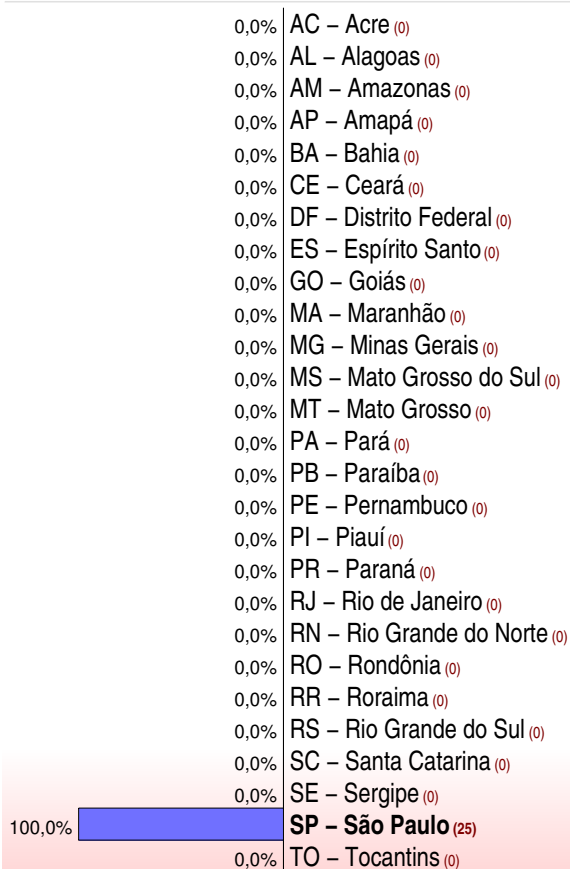 0,0% AC – Acre (0)
0,0% AL – Alagoas (0)
0,0% AM – Amazonas (0)
0,0% AP – Amapá (0)
0,0% BA – Bahia (0)
0,0% CE – Ceará (0)
0,0% DF – Distrito Federal (0)
0,0% ES – Espírito Santo (0)
0,0% GO – Goiás (0)
0,0% MA – Maranhão (0)
0,0% MG – Minas Gerais (0)
0,0% MS – Mato Grosso do Sul (0)
0,0% MT – Mato Grosso (0)
0,0% PA – Pará (0)
0,0% PB – Paraíba (0)
0,0% PE – Pernambuco (0)
0,0% PI – Piauí (0)
0,0% PR – Paraná (0)
0,0% RJ – Rio de Janeiro (0)
0,0% RN – Rio Grande do Norte (0)
0,0% RO – Rondônia (0)
0,0% RR – Roraima (0)
0,0% RS – Rio Grande do Sul (0)
0,0% SC – Santa Catarina (0)
0,0% SE – Sergipe (0)
100,0% SP – São Paulo (25)
0,0% TO – Tocantins (0)